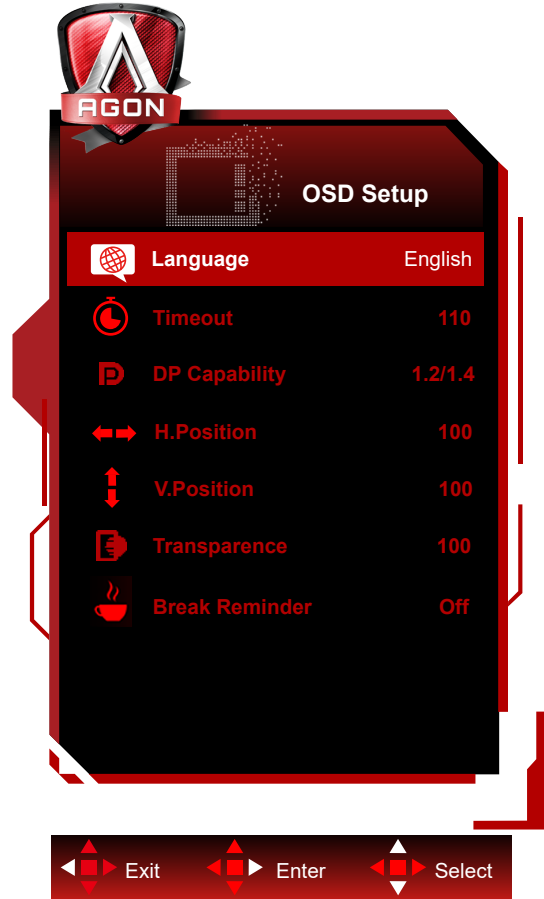 AGON
OSD Setup
Language English
Timeout 110
DP Capability 1.2/1.4
H.Position 100
V.Position 100
Transparence 100
Break Reminder Off
Exit Enter Select